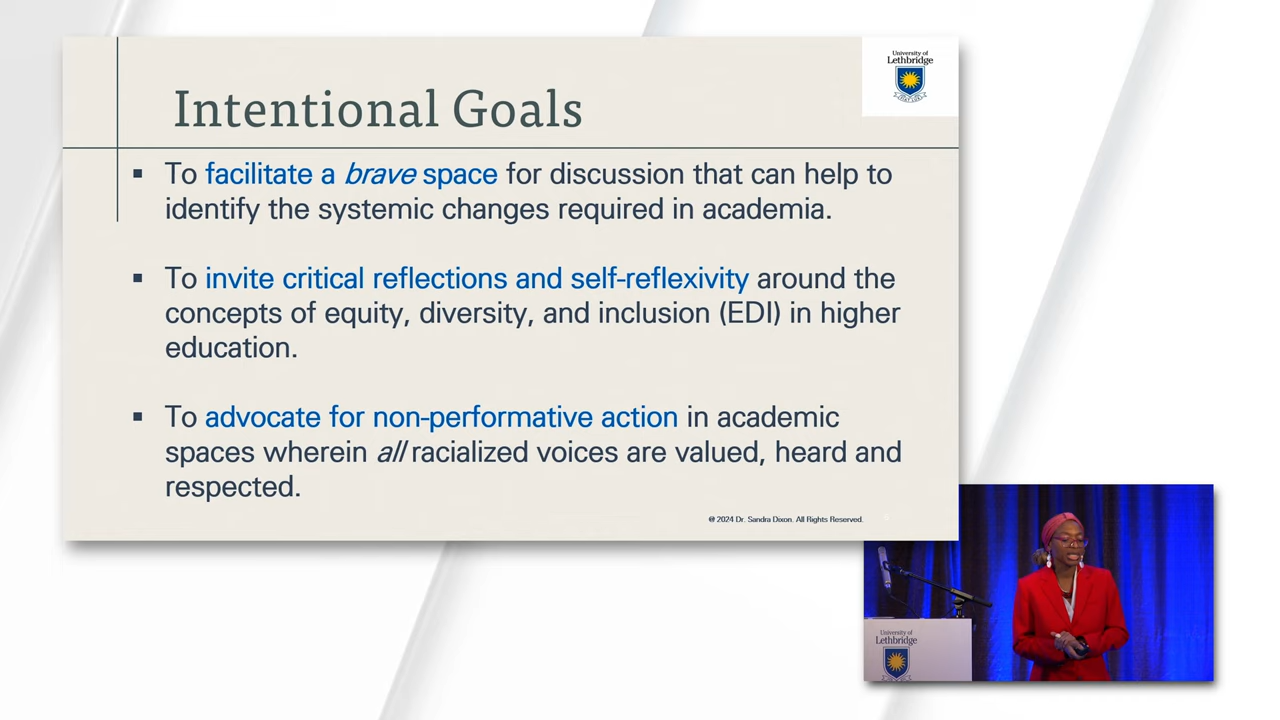 University of
Lethbridge
Intentional Goals
▪ To facilitate a brave space for discussion that can help to
identify the systemic changes required in academia.
▪ To invite critical reflections and self-reflexivity around the
concepts of equity, diversity, and inclusion (EDI) in higher
education.
▪ To advocate for non-performative action in academic
spaces wherein all racialized voices are valued, heard and
respected.
@ 2024 Dr. Sandra Dixon. All Rights Reserved.
University of
Lethbridge